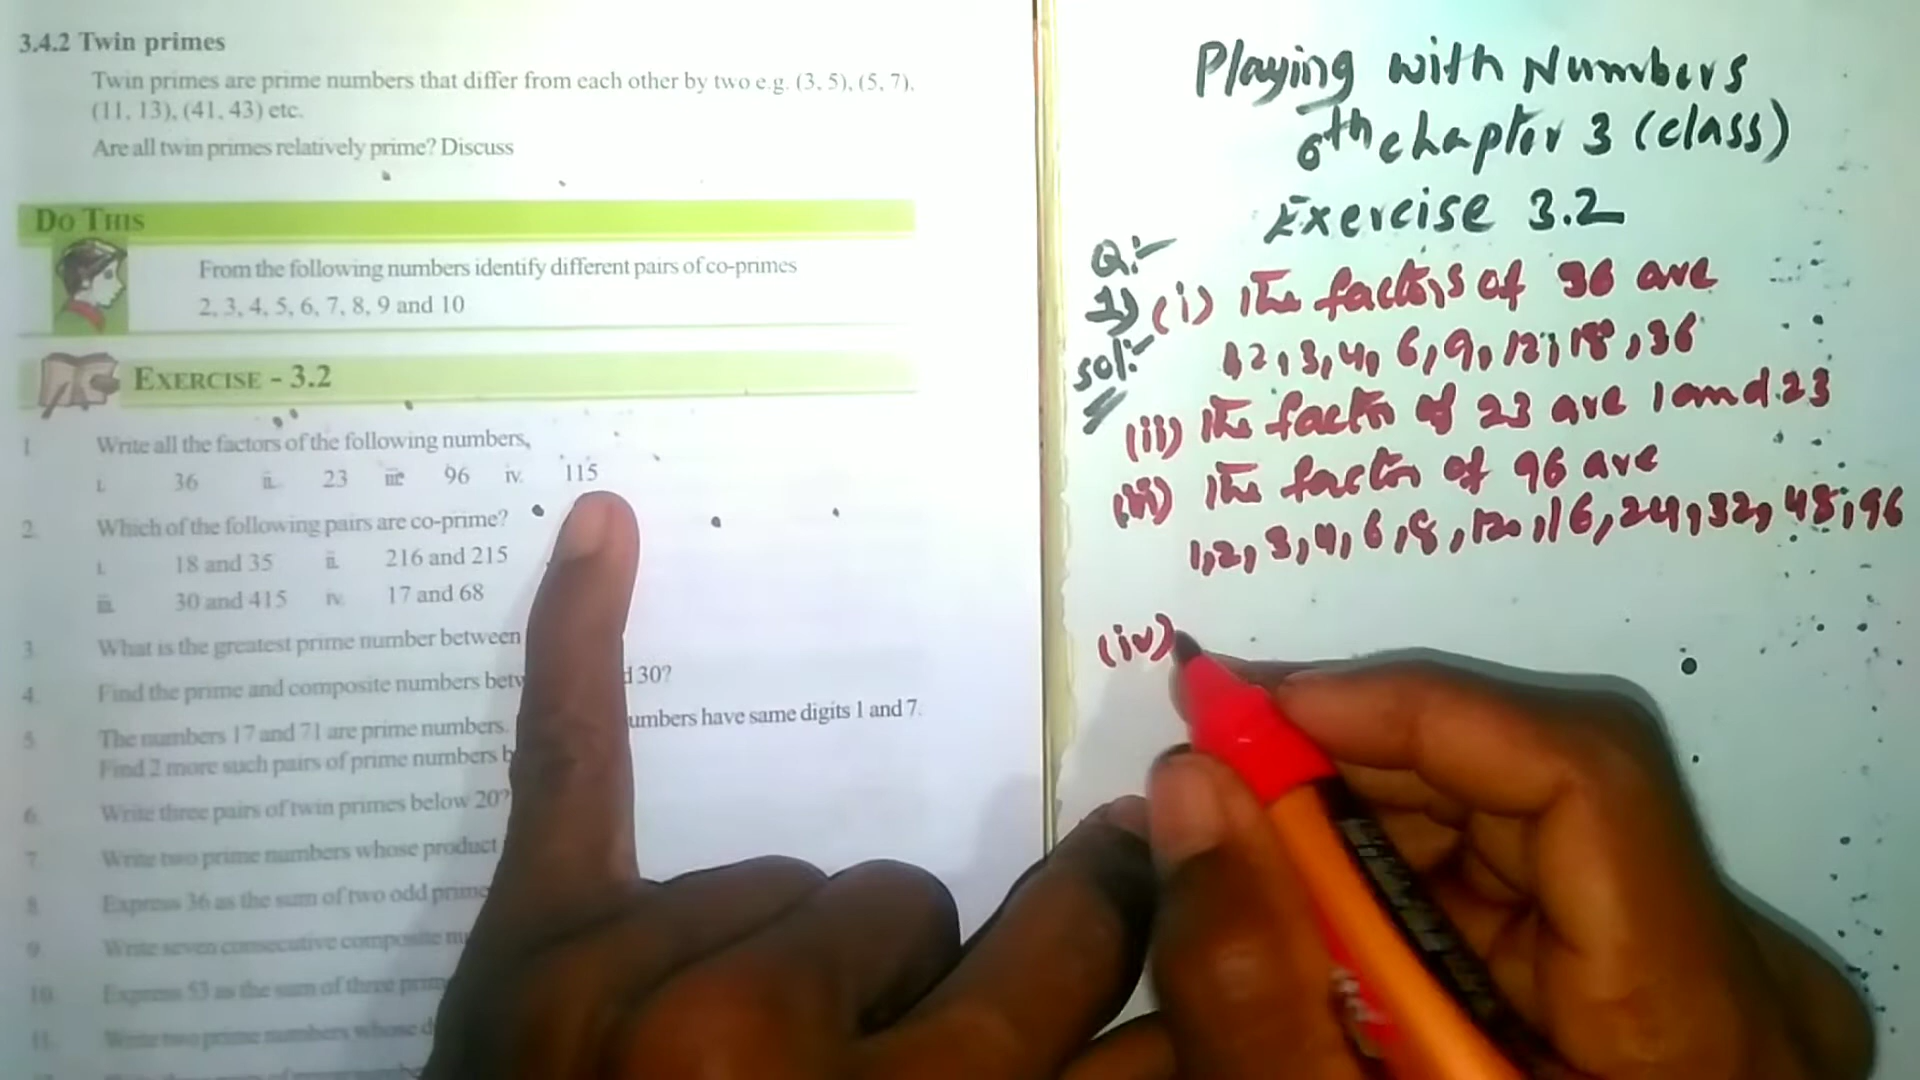 3.4.2 Twin primes
Twin primes are prime numbers that differ from each other by two e.g. (3, 5), (5, 7),
(11, 13), (41, 43) etc.
Are all twin primes relatively prime? Discuss
DO THIS
From the following numbers identify different pairs of co-primes
2, 3, 4, 5, 6, 7, 8, 9 and 10
EXERCISE - 3.2
1 Write all the factors of the following numbers,
i. 36 ii. 23 iii 96 iv. 115
2. Which of the following pairs are co-prime?
i. 18 and 35 ii. 216 and 215
iii. 30 and 415 iv. 17 and 68
3. What is the greatest prime number between
4. Find the prime and composite numbers 30?
5. The numbers 17 and 71 are prime numbers. have same digits 1 and 7.
Find 2 more such pairs of prime numbers
6. Write three pairs of twin primes below 20?
7. Write two prime numbers whose product
8. Express 36 as the sum of two odd
9. Write seven consecutive composite
10. Express 53 as the sum of three
11. Write two prime numbers whose
Playing with Numbers
6th chapter 3 (class)
Exercise 3.2
Q:-
1) (i) The factors of 36 are
Sol:- 1, 2, 3, 4, 6, 9, 12, 18, 36
(ii) The factor of 23 are 1 and 23
(iii) The factor of 96 are
1, 2, 3, 4, 6, 8, 12, 16, 24, 32, 48, 96
(iv)